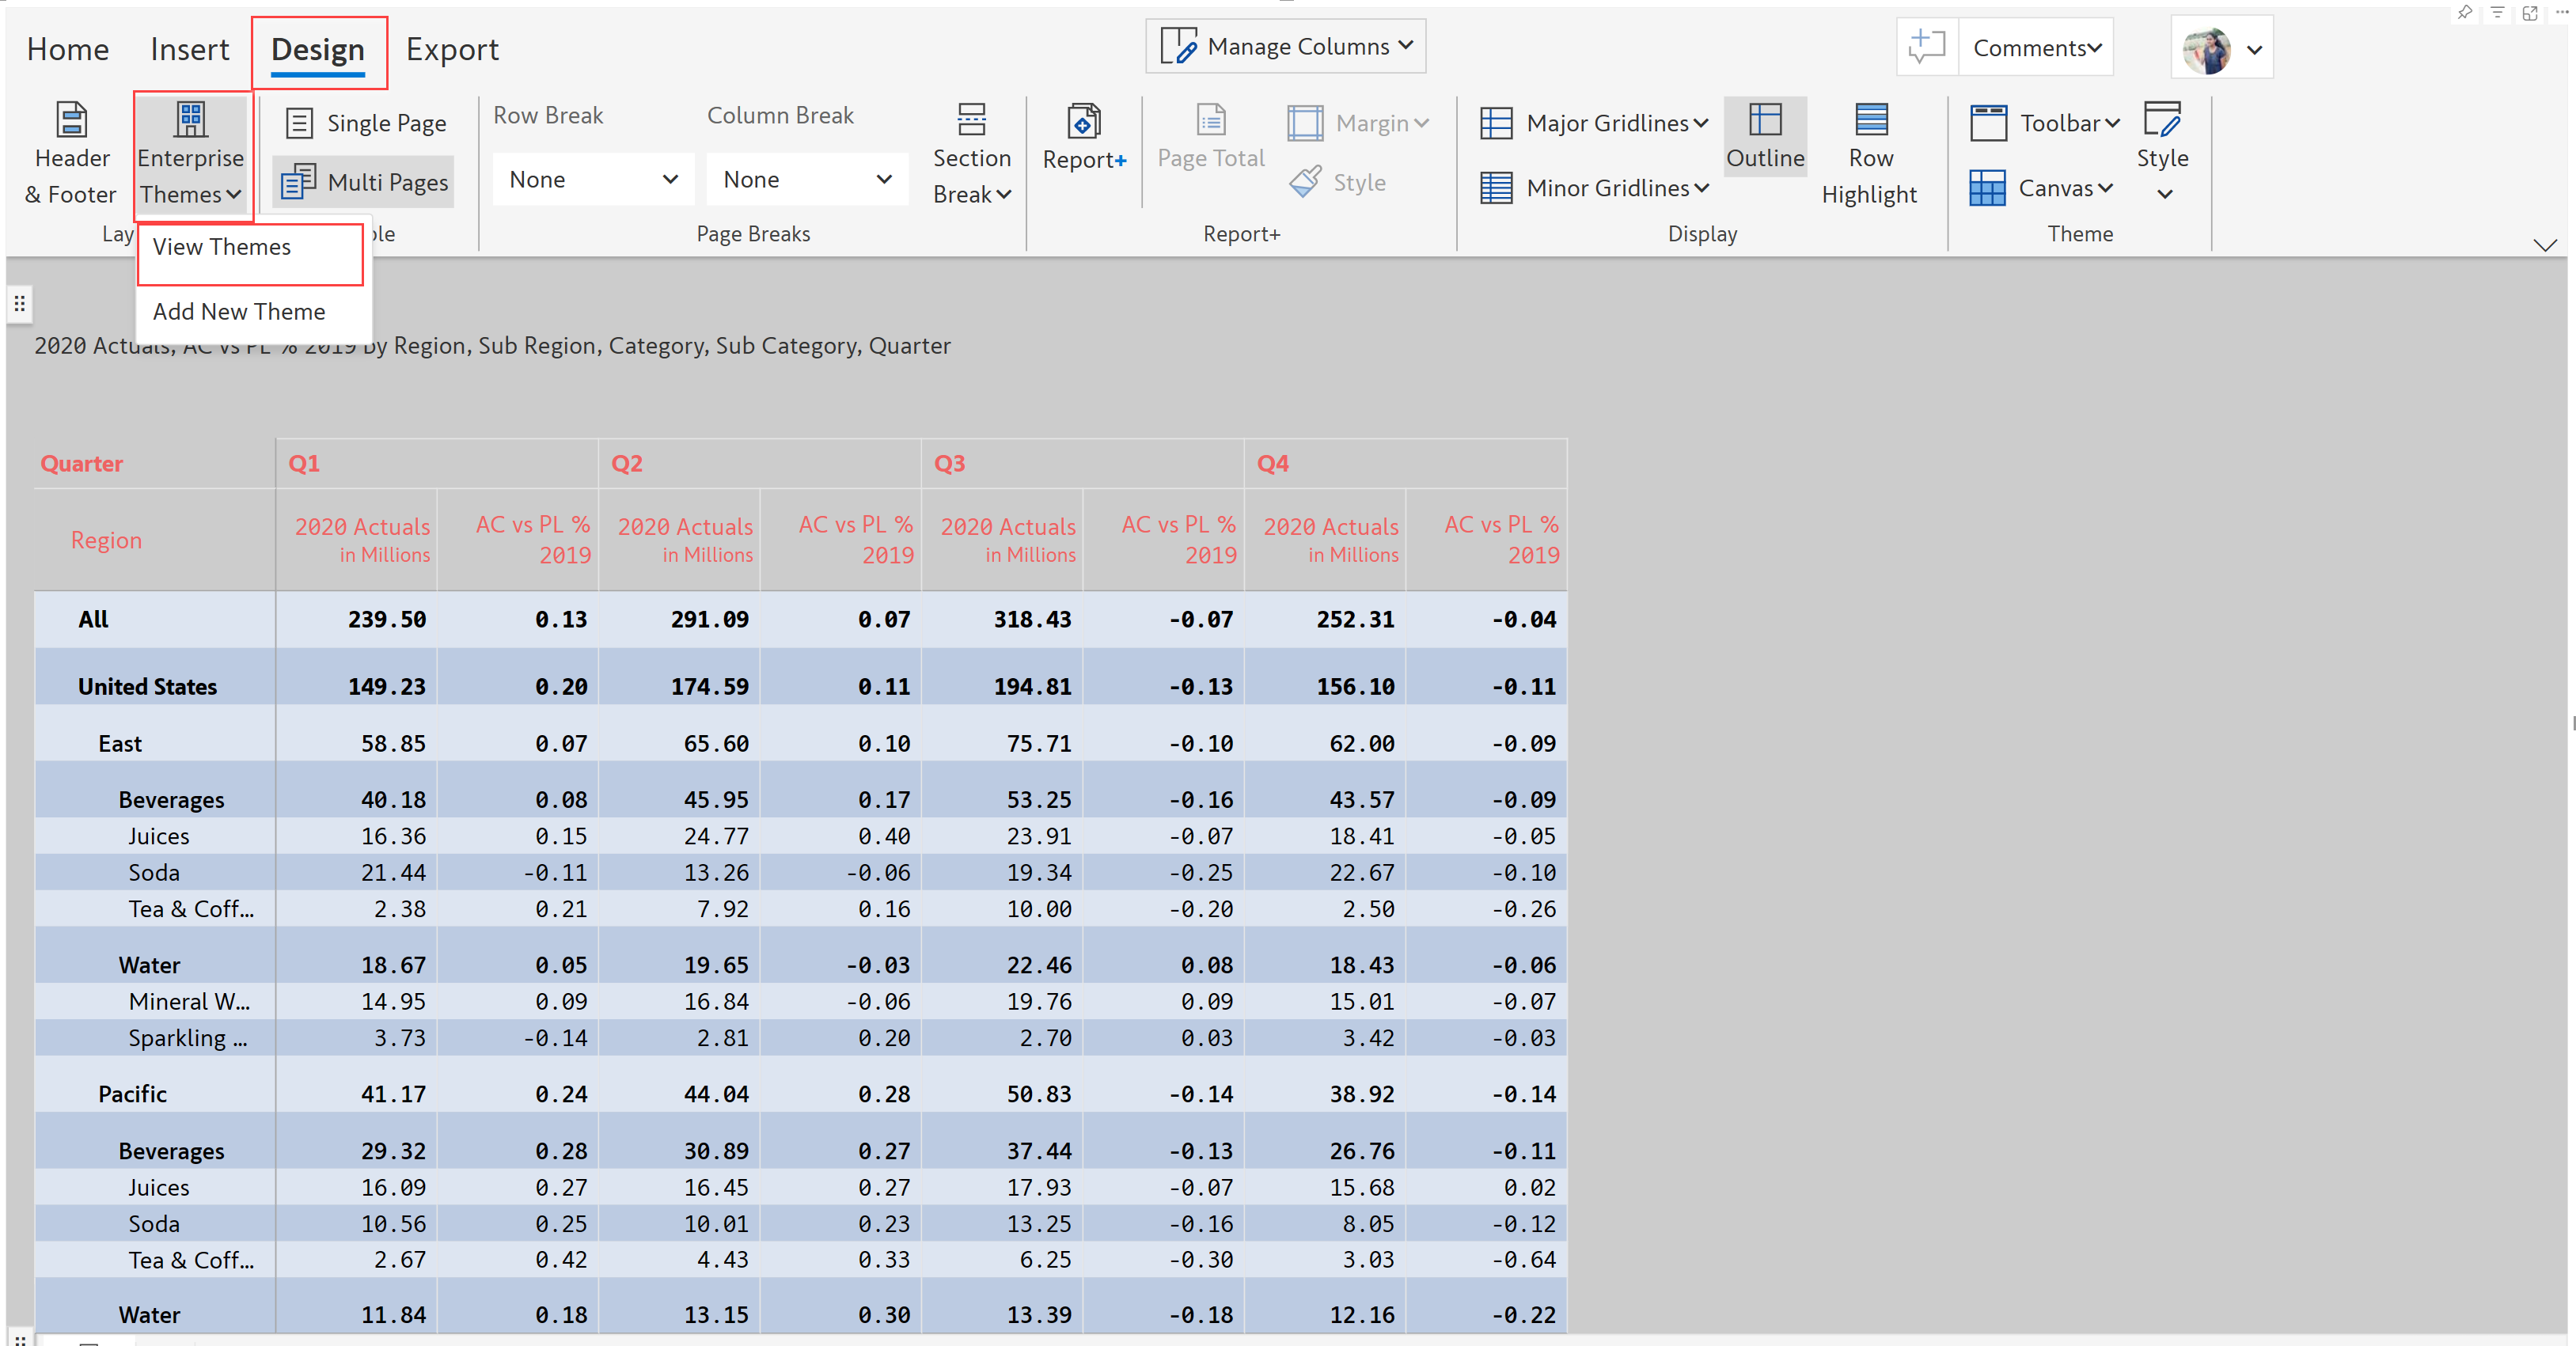 Home Insert Design Export Manage Columns Comments
Header & Footer
Enterprise Themes
Single Page
Multi Pages
Row Break
None
Column Break
None
Section Break
Report+
Page Total
Margin
Style
Major Gridlines
Minor Gridlines
Outline
Row Highlight
Toolbar
Canvas
Style
Lay
Page Breaks Report+ Display Theme
View Themes
Add New Theme
2020 Actuals, AC vs PL % 2019 by Region, Sub Region, Category, Sub Category, Quarter
Quarter Q1 Q2 Q3 Q4
Region 2020 Actuals in Millions AC vs PL % 2019 2020 Actuals in Millions AC vs PL % 2019 2020 Actuals in Millions AC vs PL % 2019 2020 Actuals in Millions AC vs PL % 2019
All 239.50 0.13 291.09 0.07 318.43 -0.07 252.31 -0.04
United States 149.23 0.20 174.59 0.11 194.81 -0.13 156.10 -0.11
East 58.85 0.07 65.60 0.10 75.71 -0.10 62.00 -0.09
Beverages 40.18 0.08 45.95 0.17 53.25 -0.16 43.57 -0.09
Juices 16.36 0.15 24.77 0.40 23.91 -0.07 18.41 -0.05
Soda 21.44 -0.11 13.26 -0.06 19.34 -0.25 22.67 -0.10
Tea & Coff... 2.38 0.21 7.92 0.16 10.00 -0.20 2.50 -0.26
Water 18.67 0.05 19.65 -0.03 22.46 0.08 18.43 -0.06
Mineral W... 14.95 0.09 16.84 -0.06 19.76 0.09 15.01 -0.07
Sparkling ... 3.73 -0.14 2.81 0.20 2.70 0.03 3.42 -0.03
Pacific 41.17 0.24 44.04 0.28 50.83 -0.14 38.92 -0.14
Beverages 29.32 0.28 30.89 0.27 37.44 -0.13 26.76 -0.11
Juices 16.09 0.27 16.45 0.27 17.93 -0.07 15.68 0.02
Soda 10.56 0.25 10.01 0.23 13.25 -0.16 8.05 -0.12
Tea & Coff... 2.67 0.42 4.43 0.33 6.25 -0.30 3.03 -0.64
Water 11.84 0.18 13.15 0.30 13.39 -0.18 12.16 -0.22